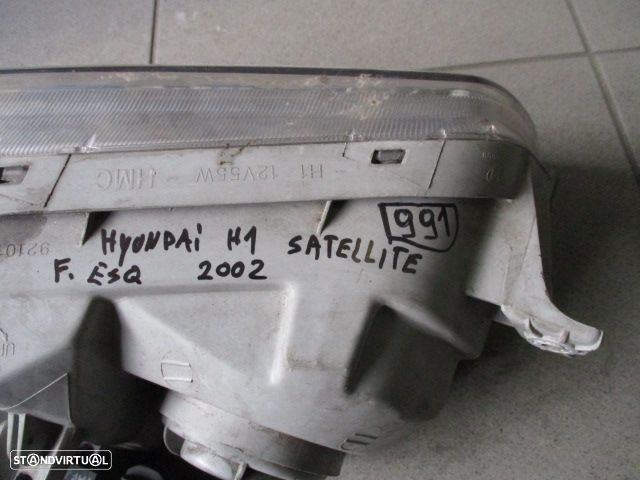 H1 12V55W - HMC
HYUNDAI H1 SATELLITE 991
F. ESQ 2002
STANDVIRTUAL